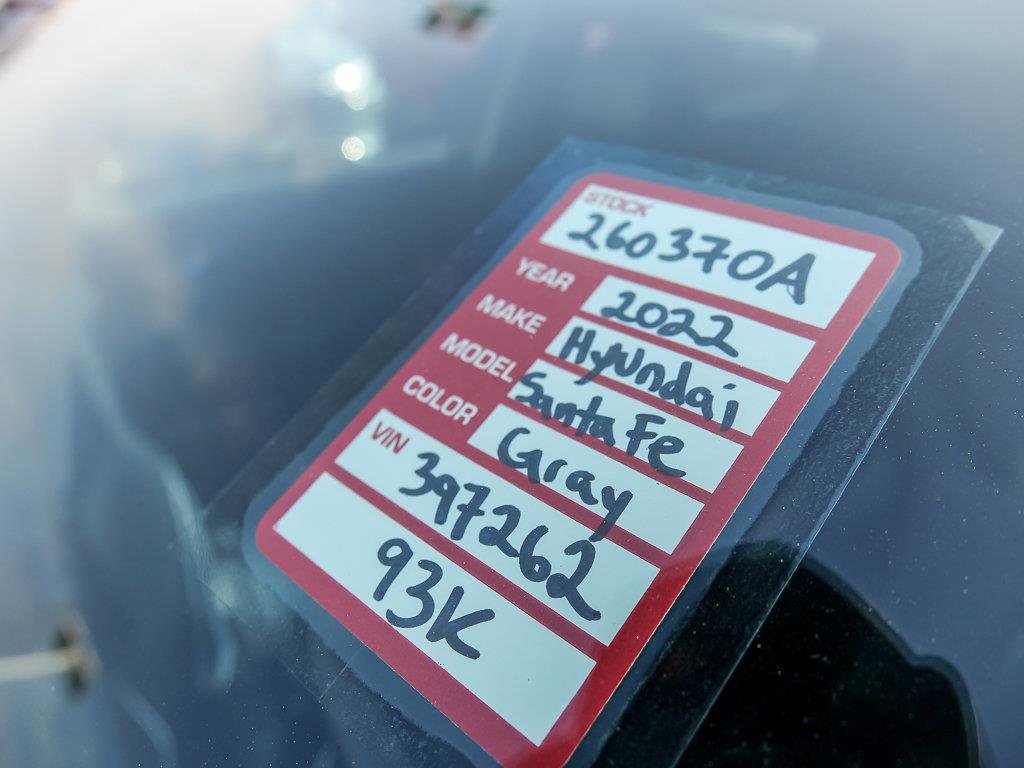 STOCK
260370A
YEAR 2022
MAKE Hyundai
MODEL Santa Fe
COLOR Gray
VIN 397262
93K